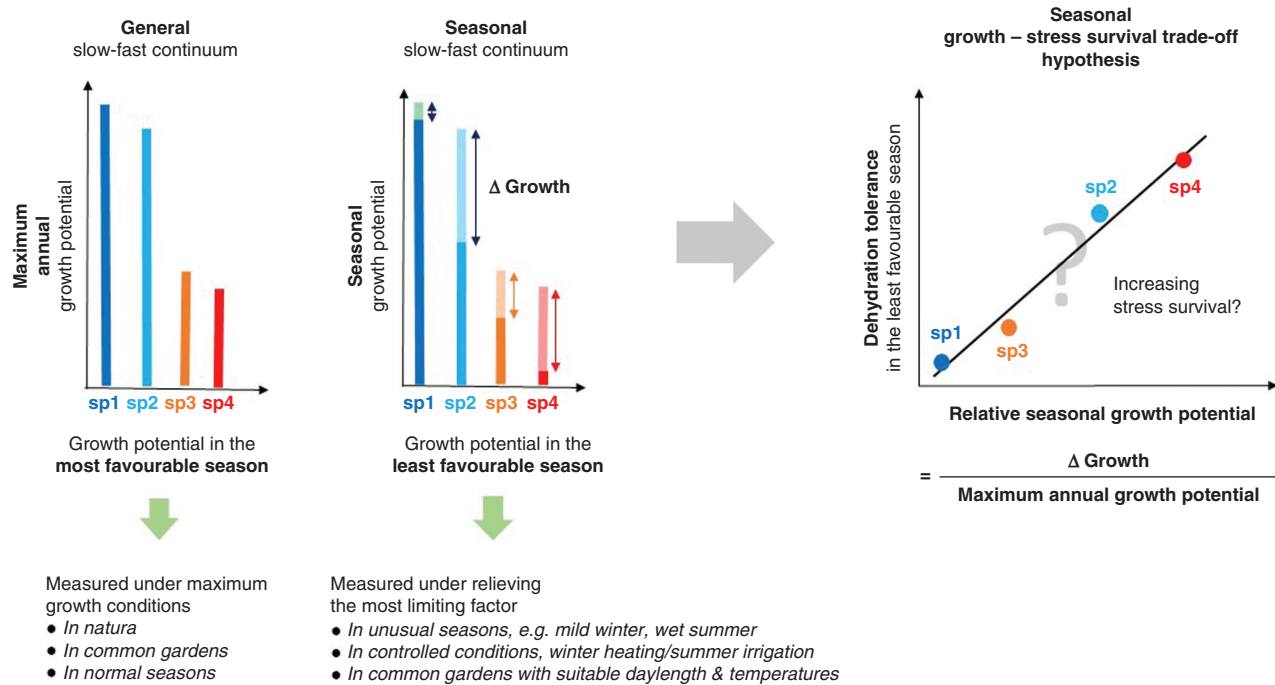 General
slow-fast continuum
Maximum
annual
growth potential
sp1 sp2 sp3 sp4
Growth potential in the
most favourable season
Measured under maximum
growth conditions
● In natura
● In common gardens
● In normal seasons
Seasonal
slow-fast continuum
Seasonal
growth potential
Δ Growth
sp1 sp2 sp3 sp4
Growth potential in the
least favourable season
Measured under relieving
the most limiting factor
● In unusual seasons, e.g. mild winter, wet summer
● In controlled conditions, winter heating/summer irrigation
● In common gardens with suitable daylength & temperatures
Seasonal
growth – stress survival trade-off
hypothesis
Dehydration tolerance
in the least favourable season
sp1
sp3
sp2
sp4
?
Increasing
stress survival?
Relative seasonal growth potential
=
Δ Growth
Maximum annual growth potential